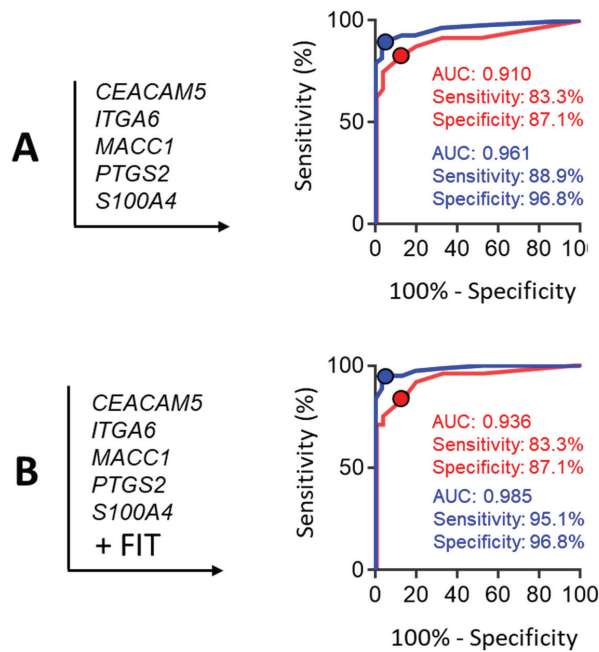 A
CEACAM5
ITGA6
MACC1
PTGS2
S100A4
Sensitivity (%)
100
50
0
AUC: 0.910
Sensitivity: 83.3%
Specificity: 87.1%
AUC: 0.961
Sensitivity: 88.9%
Specificity: 96.8%
0 20 40 60 80 100
100% - Specificity
B
CEACAM5
ITGA6
MACC1
PTGS2
S100A4
+ FIT
Sensitivity (%)
100
50
0
AUC: 0.936
Sensitivity: 83.3%
Specificity: 87.1%
AUC: 0.985
Sensitivity: 95.1%
Specificity: 96.8%
0 20 40 60 80 100
100% - Specificity